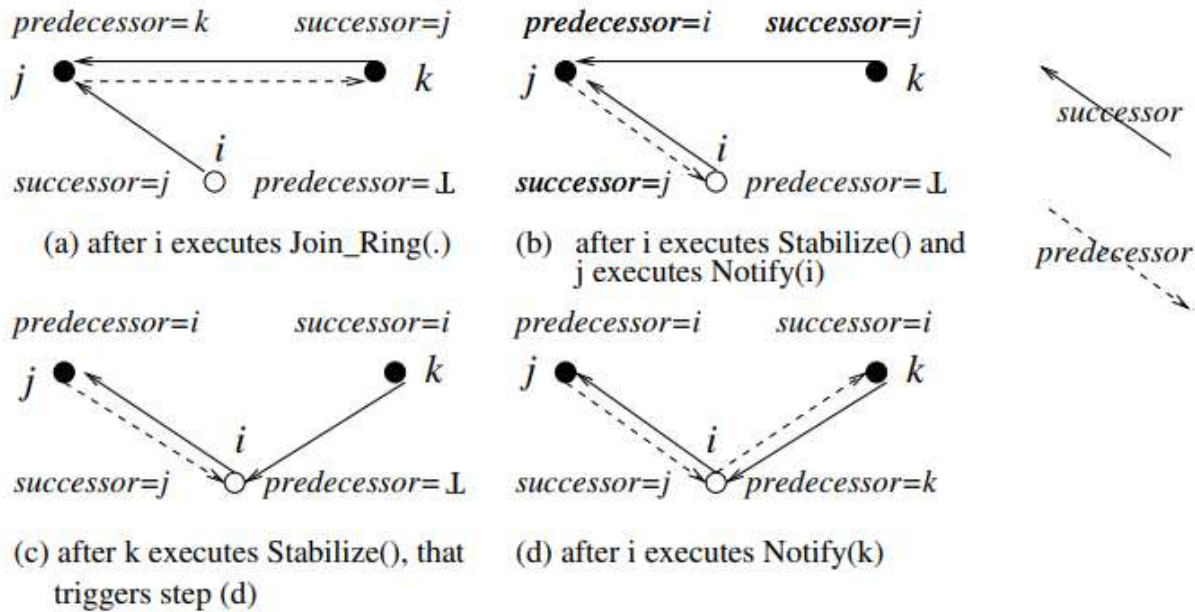 predecessor=k successor=j
j k
i
successor=j predecessor=⊥
(a) after i executes Join_Ring(.)
predecessor=i successor=j
j k
i
successor=j predecessor=⊥
(b) after i executes Stabilize() and
j executes Notify(i)
successor
predecessor
predecessor=i successor=i
j k
i
successor=j predecessor=⊥
(c) after k executes Stabilize(), that
triggers step (d)
predecessor=i successor=i
j k
i
successor=j predecessor=k
(d) after i executes Notify(k)